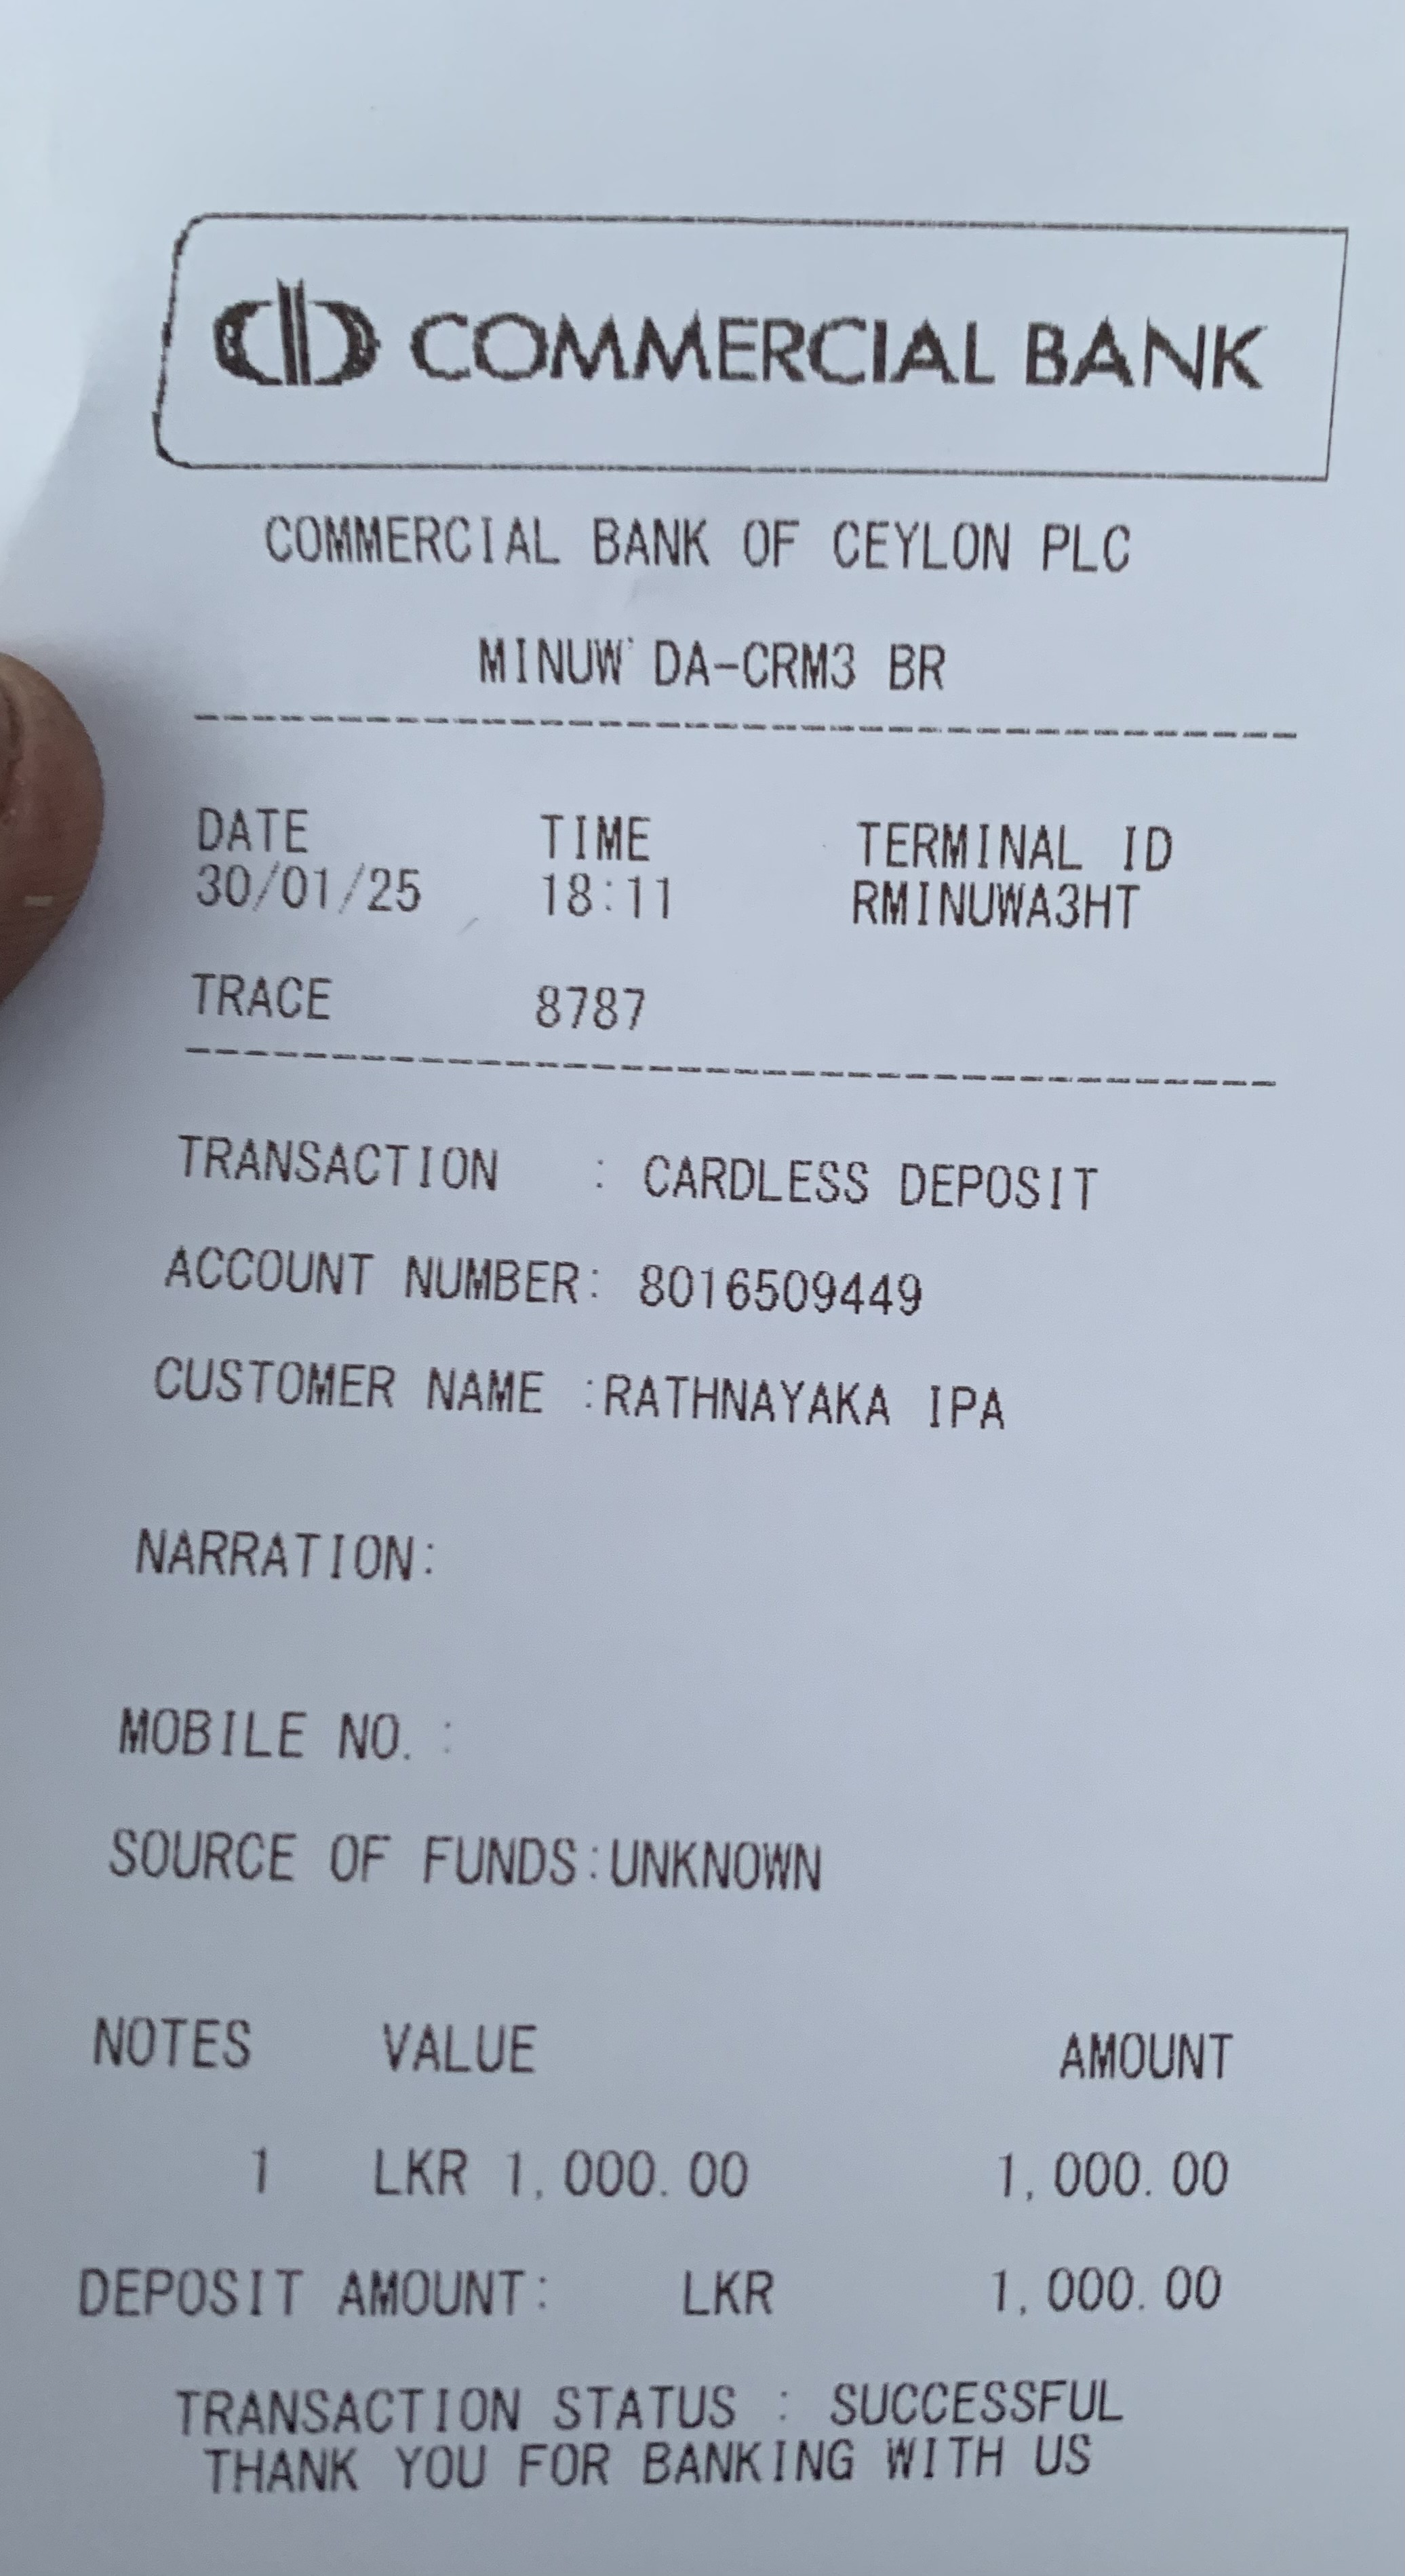 COMMERCIAL BANK
COMMERCIAL BANK OF CEYLON PLC
MINUW' DA-CRM3 BR
DATE TIME TERMINAL ID
30/01/25 18:11 RMINUWA3HT
TRACE 8787
TRANSACTION : CARDLESS DEPOSIT
ACCOUNT NUMBER: 8016509449
CUSTOMER NAME :RATHNAYAKA IPA
NARRATION:
MOBILE NO. :
SOURCE OF FUNDS:UNKNOWN
NOTES VALUE AMOUNT
1 LKR 1,000.00 1,000.00
DEPOSIT AMOUNT: LKR 1,000.00
TRANSACTION STATUS : SUCCESSFUL
THANK YOU FOR BANKING WITH US